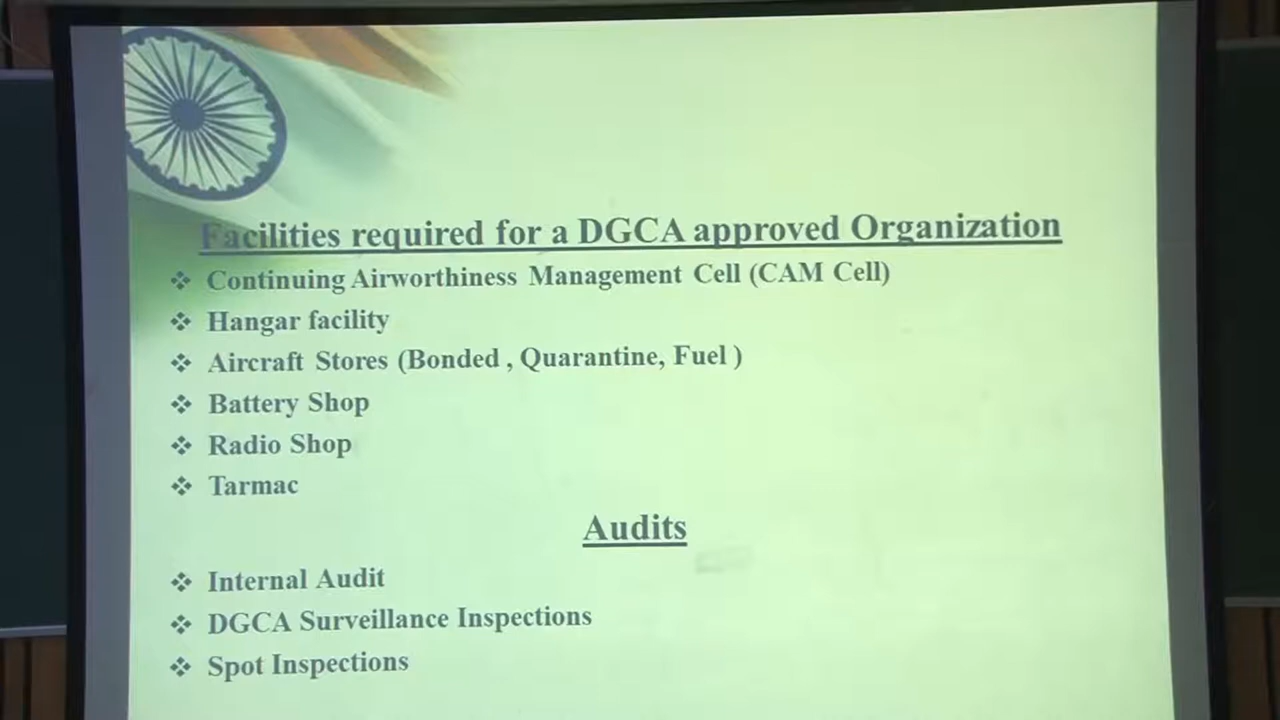 Facilities required for a DGCA approved Organization
❖ Continuing Airworthiness Management Cell (CAM Cell)
❖ Hangar facility
❖ Aircraft Stores (Bonded , Quarantine, Fuel )
❖ Battery Shop
❖ Radio Shop
❖ Tarmac
Audits
❖ Internal Audit
❖ DGCA Surveillance Inspections
❖ Spot Inspections